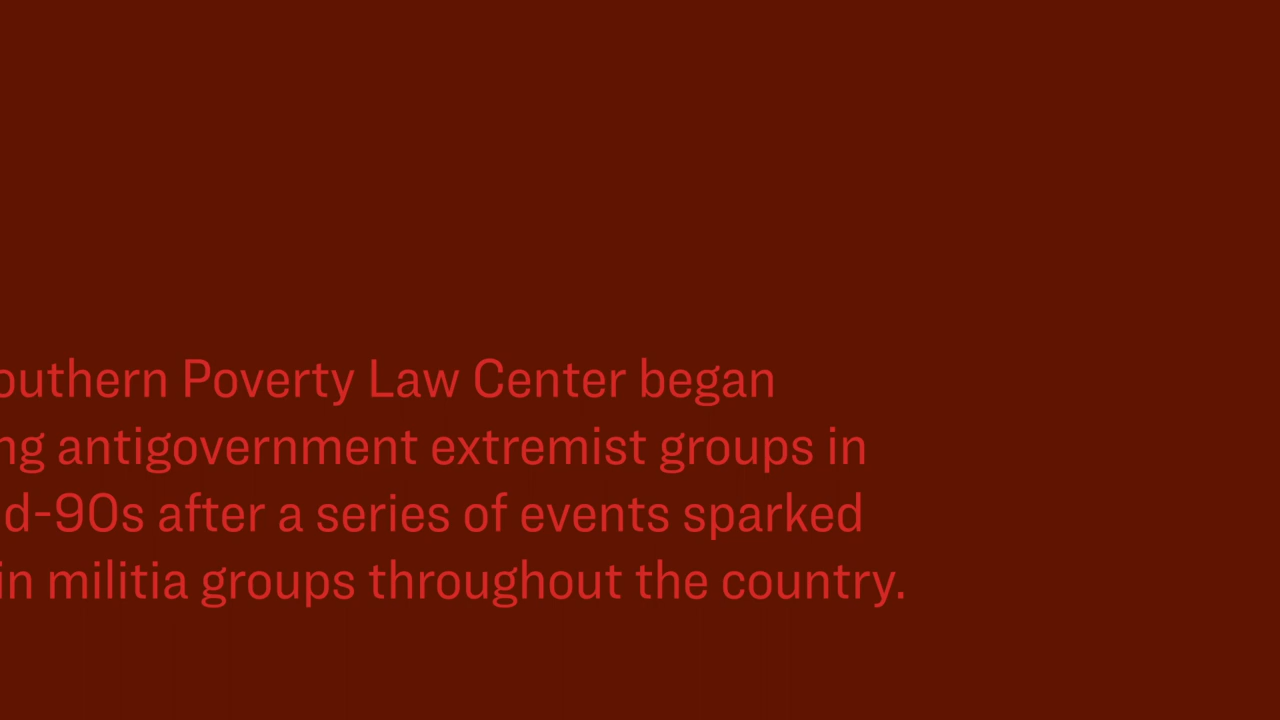 outhern Poverty Law Center began
ng antigovernment extremist groups in
d-90s after a series of events sparked
in militia groups throughout the country.